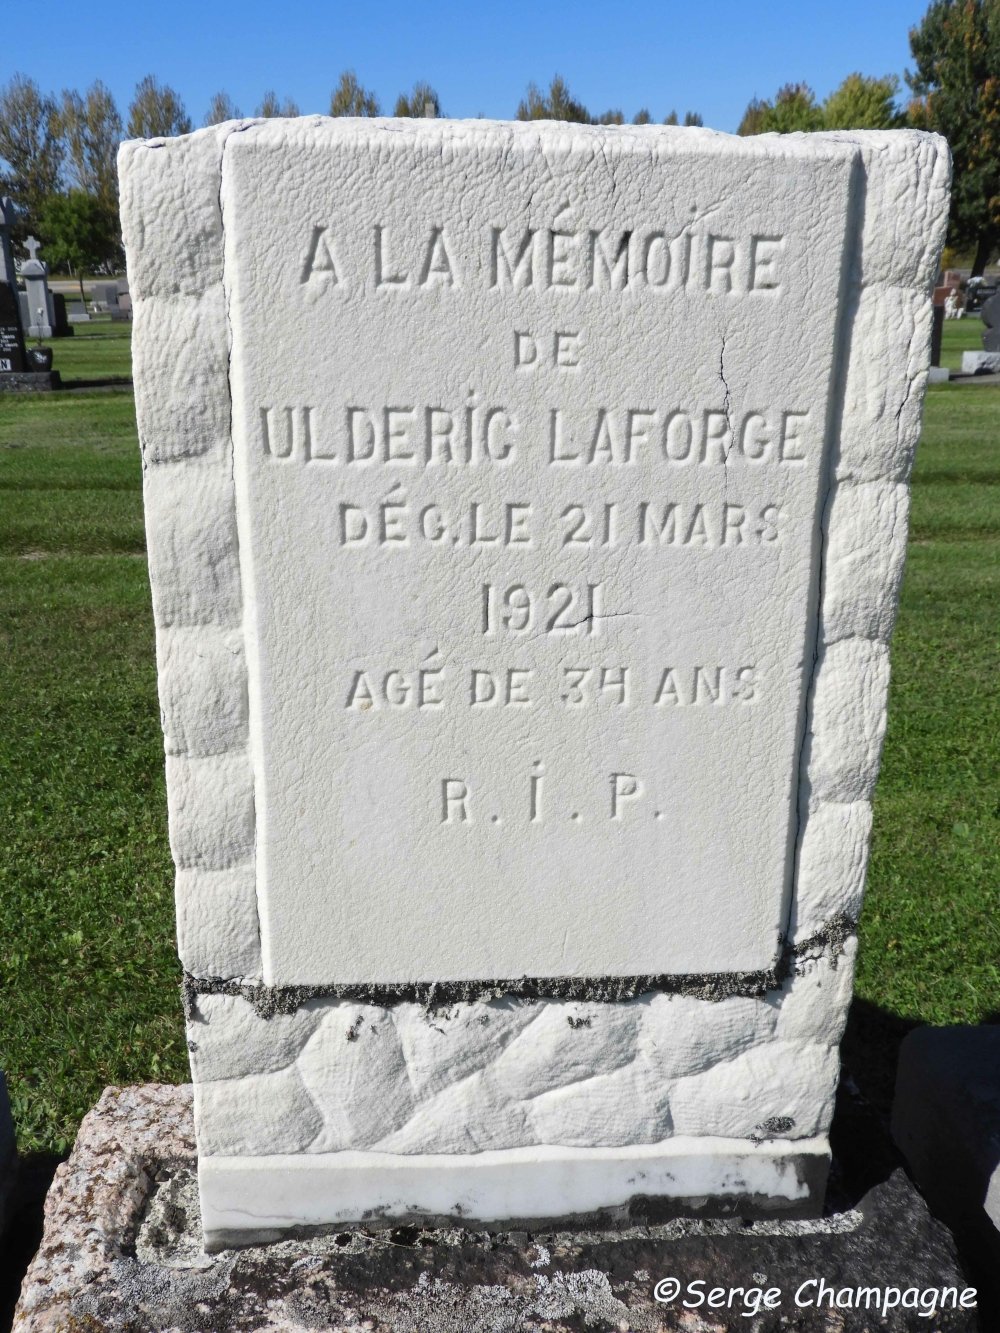 A LA MÉMOIRE
DE
ULDERIC LAFORGE
DÉC. LE 21 MARS
1921
AGÉ DE 34 ANS
R. I. P.
©Serge Champagne